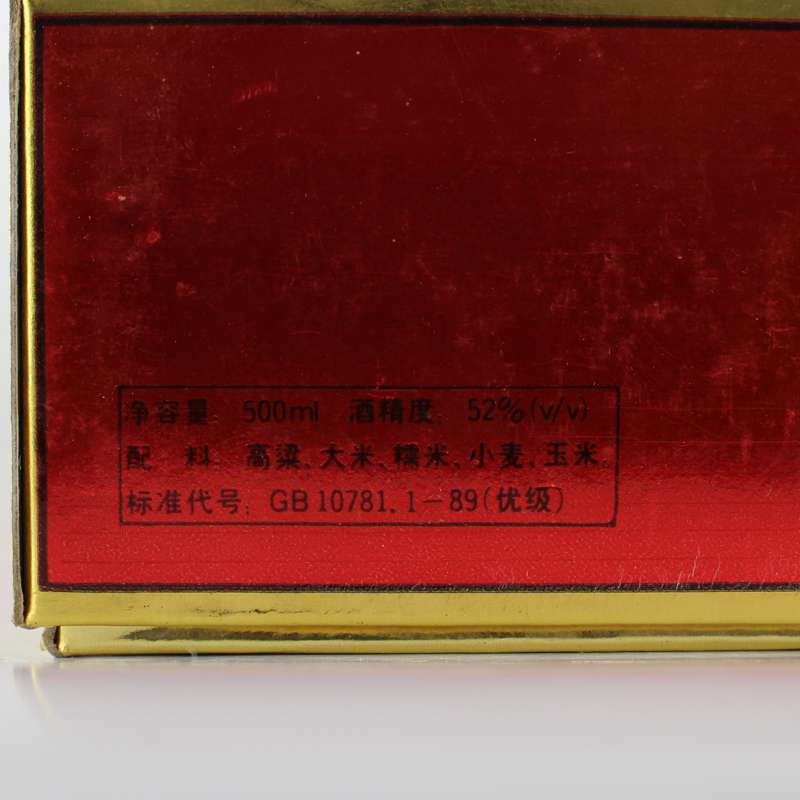 净容量: 500ml 酒精度: 52%(v/v)
配 料: 高粱、大米、糯米、小麦、玉米。
标准代号: GB 10781.1-89(优级)